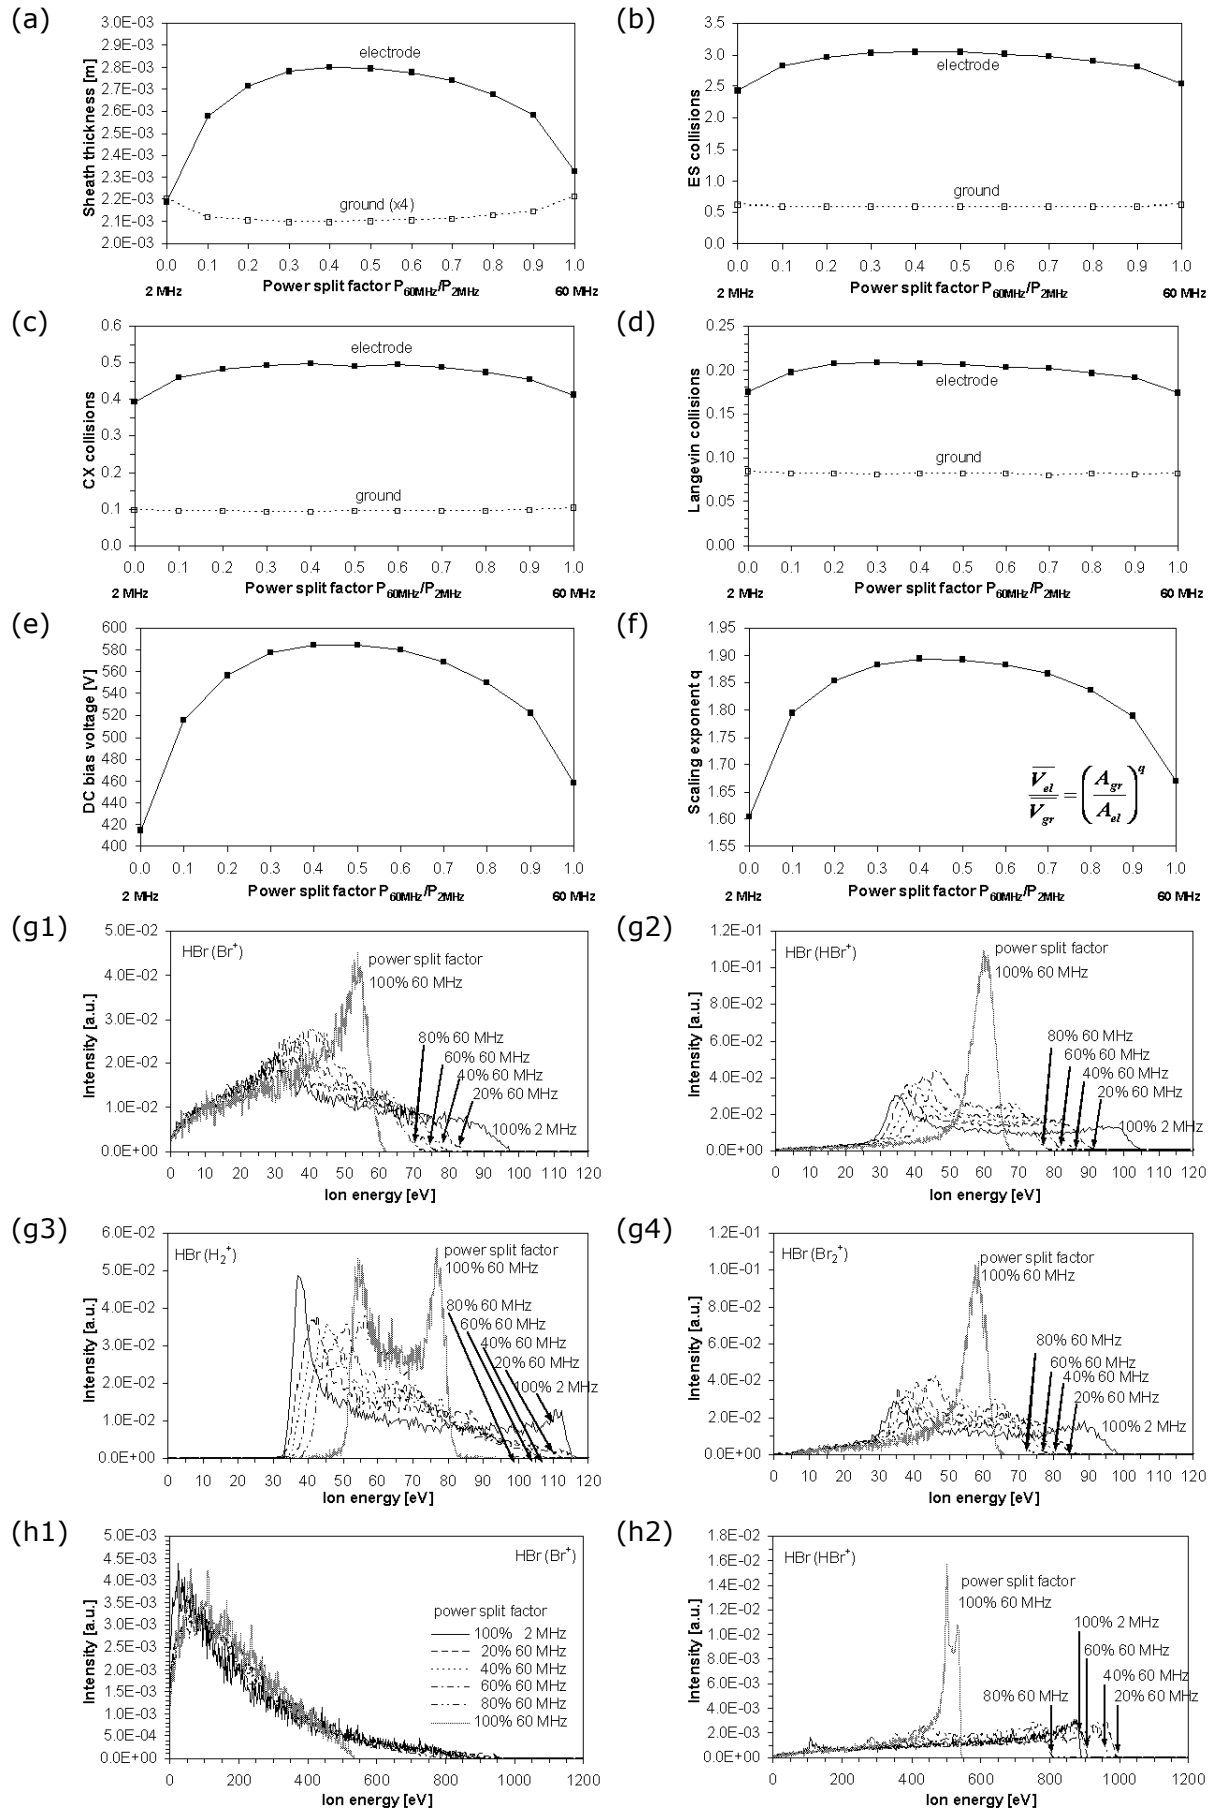 (a)
3.0E-03
2.9E-03
2.8E-03
2.7E-03
2.6E-03
2.5E-03
2.4E-03
2.3E-03
2.2E-03
2.1E-03
2.0E-03
Sheath thickness [m]
electrode
ground (x4)
0.0 0.1 0.2 0.3 0.4 0.5 0.6 0.7 0.8 0.9 1.0
2 MHz Power split factor P60MHz/P2MHz 60 MHz
(b)
3.5
3.0
2.5
2.0
1.5
1.0
0.5
0.0
ES collisions
electrode
ground
0.0 0.1 0.2 0.3 0.4 0.5 0.6 0.7 0.8 0.9 1.0
2 MHz Power split factor P60MHz/P2MHz 60 MHz
(c)
0.6
0.5
0.4
0.3
0.2
0.1
0.0
CX collisions
electrode
ground
0.0 0.1 0.2 0.3 0.4 0.5 0.6 0.7 0.8 0.9 1.0
2 MHz Power split factor P60MHz/P2MHz 60 MHz
(d)
0.25
0.20
0.15
0.10
0.05
0.00
Langevin collisions
electrode
ground
0.0 0.1 0.2 0.3 0.4 0.5 0.6 0.7 0.8 0.9 1.0
2 MHz Power split factor P60MHz/P2MHz 60 MHz
(e)
600
580
560
540
520
500
480
460
440
420
400
DC bias voltage [V]
0.0 0.1 0.2 0.3 0.4 0.5 0.6 0.7 0.8 0.9 1.0
2 MHz Power split factor P60MHz/P2MHz 60 MHz
(f)
1.95
1.90
1.85
1.80
1.75
1.70
1.65
1.60
1.55
Scaling exponent q
Vel/Vgr = (Agr/Ael)^q
0.0 0.1 0.2 0.3 0.4 0.5 0.6 0.7 0.8 0.9 1.0
2 MHz Power split factor P60MHz/P2MHz 60 MHz
(g1)
5.0E-02
4.0E-02
3.0E-02
2.0E-02
1.0E-02
0.0E+00
Intensity [a.u.]
HBr (Br+)
power split factor
100% 60 MHz
80% 60 MHz
60% 60 MHz
40% 60 MHz
20% 60 MHz
100% 2 MHz
0 10 20 30 40 50 60 70 80 90 100 110 120
Ion energy [eV]
(g2)
1.2E-01
1.0E-01
8.0E-02
6.0E-02
4.0E-02
2.0E-02
0.0E+00
Intensity [a.u.]
HBr (HBr+)
power split factor
100% 60 MHz
80% 60 MHz
60% 60 MHz
40% 60 MHz
20% 60 MHz
100% 2 MHz
0 10 20 30 40 50 60 70 80 90 100 110 120
Ion energy [eV]
(g3)
6.0E-02
5.0E-02
4.0E-02
3.0E-02
2.0E-02
1.0E-02
0.0E+00
Intensity [a.u.]
HBr (H2+)
power split factor
100% 60 MHz
80% 60 MHz
60% 60 MHz
40% 60 MHz
20% 60 MHz
100% 2 MHz
0 10 20 30 40 50 60 70 80 90 100 110 120
Ion energy [eV]
(g4)
1.2E-01
1.0E-01
8.0E-02
6.0E-02
4.0E-02
2.0E-02
0.0E+00
Intensity [a.u.]
HBr (Br2+)
power split factor
100% 60 MHz
80% 60 MHz
60% 60 MHz
40% 60 MHz
20% 60 MHz
100% 2 MHz
0 10 20 30 40 50 60 70 80 90 100 110 120
Ion energy [eV]
(h1)
5.0E-03
4.5E-03
4.0E-03
3.5E-03
3.0E-03
2.5E-03
2.0E-03
1.5E-03
1.0E-03
5.0E-04
0.0E+00
Intensity [a.u.]
HBr (Br+)
power split factor
100% 2 MHz
20% 60 MHz
40% 60 MHz
60% 60 MHz
80% 60 MHz
100% 60 MHz
0 200 400 600 800 1000 1200
Ion energy [eV]
(h2)
1.8E-02
1.6E-02
1.4E-02
1.2E-02
1.0E-02
8.0E-03
6.0E-03
4.0E-03
2.0E-03
0.0E+00
Intensity [a.u.]
HBr (HBr+)
power split factor
100% 60 MHz
100% 2 MHz
60% 60 MHz
40% 60 MHz
80% 60 MHz
20% 60 MHz
0 200 400 600 800 1000 1200
Ion energy [eV]